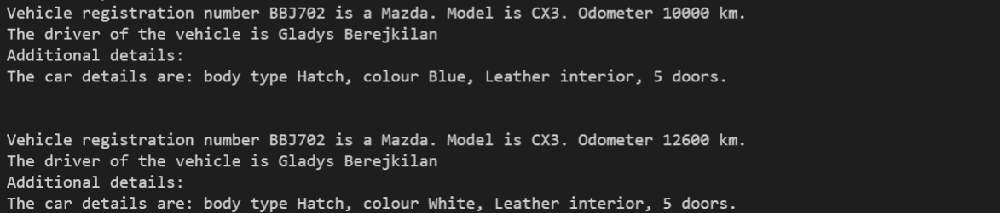 Vehicle registration number BBJ702 is a Mazda. Model is CX3. Odometer 10000 km.
The driver of the vehicle is Gladys Berejkilan
Additional details:
The car details are: body type Hatch, colour Blue, Leather interior, 5 doors.
Vehicle registration number BBJ702 is a Mazda. Model is CX3. Odometer 12600 km.
The driver of the vehicle is Gladys Berejkilan
Additional details:
The car details are: body type Hatch, colour White, Leather interior, 5 doors.